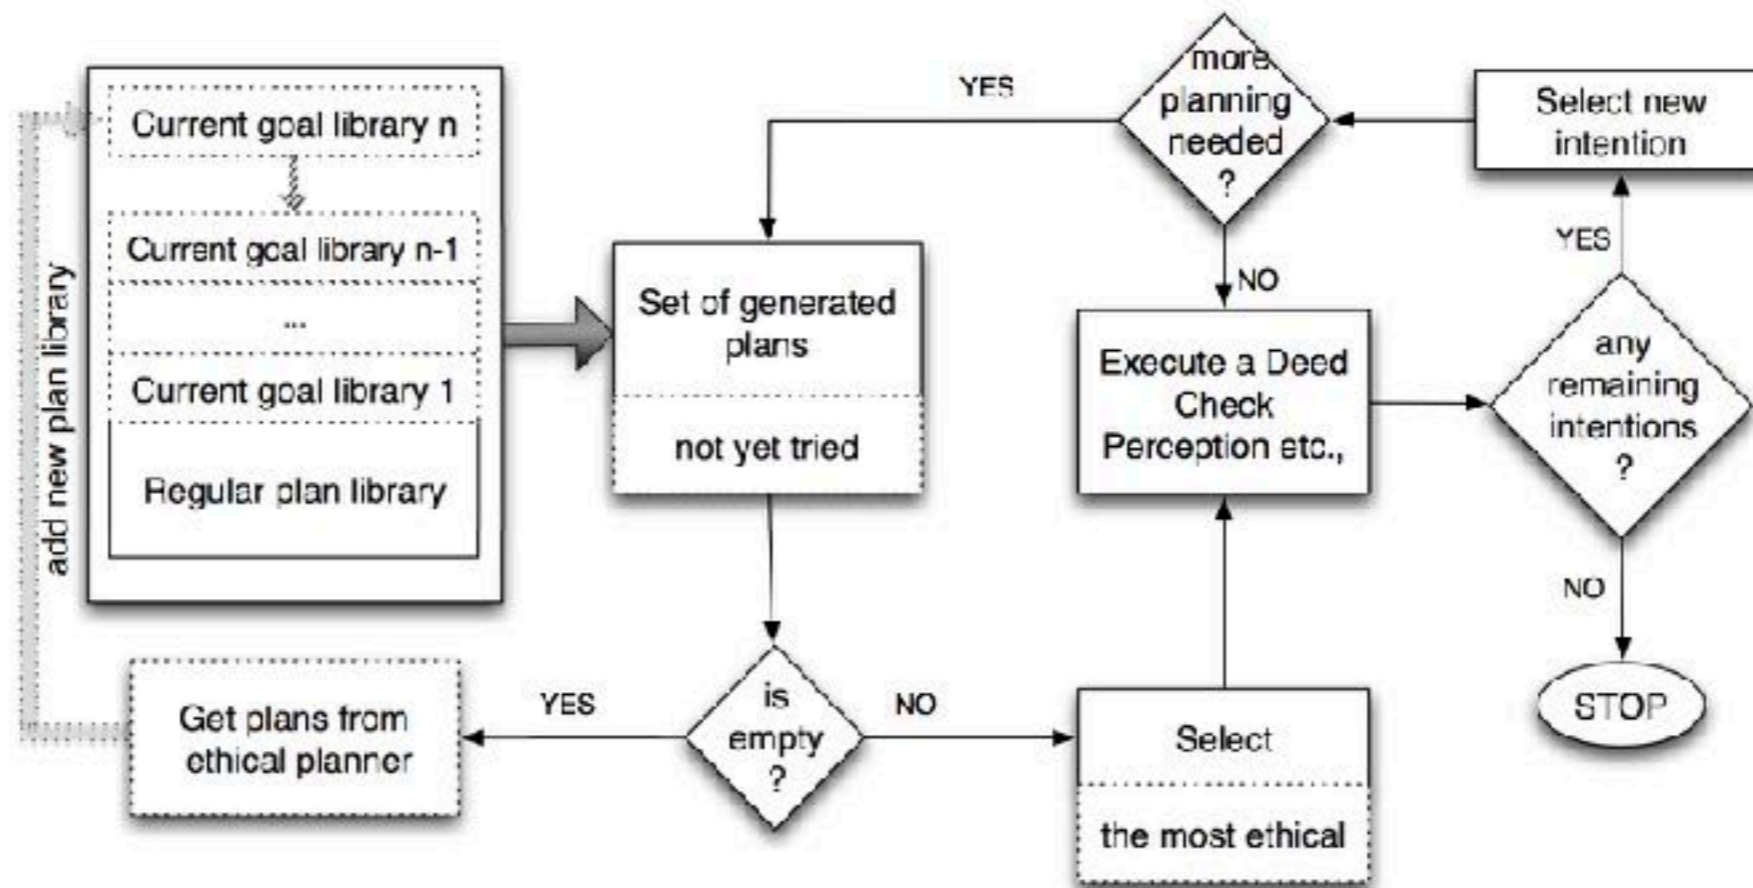 add new plan library
Current goal library n
Current goal library n-1
...
Current goal library 1
Regular plan library
Get plans from
ethical planner
Set of generated
plans
not yet tried
is
empty
?
YES
NO
Select
the most ethical
Execute a Deed
Check
Perception etc.,
more
planning
needed
?
YES
NO
Select new
intention
YES
any
remaining
intentions
?
NO
STOP